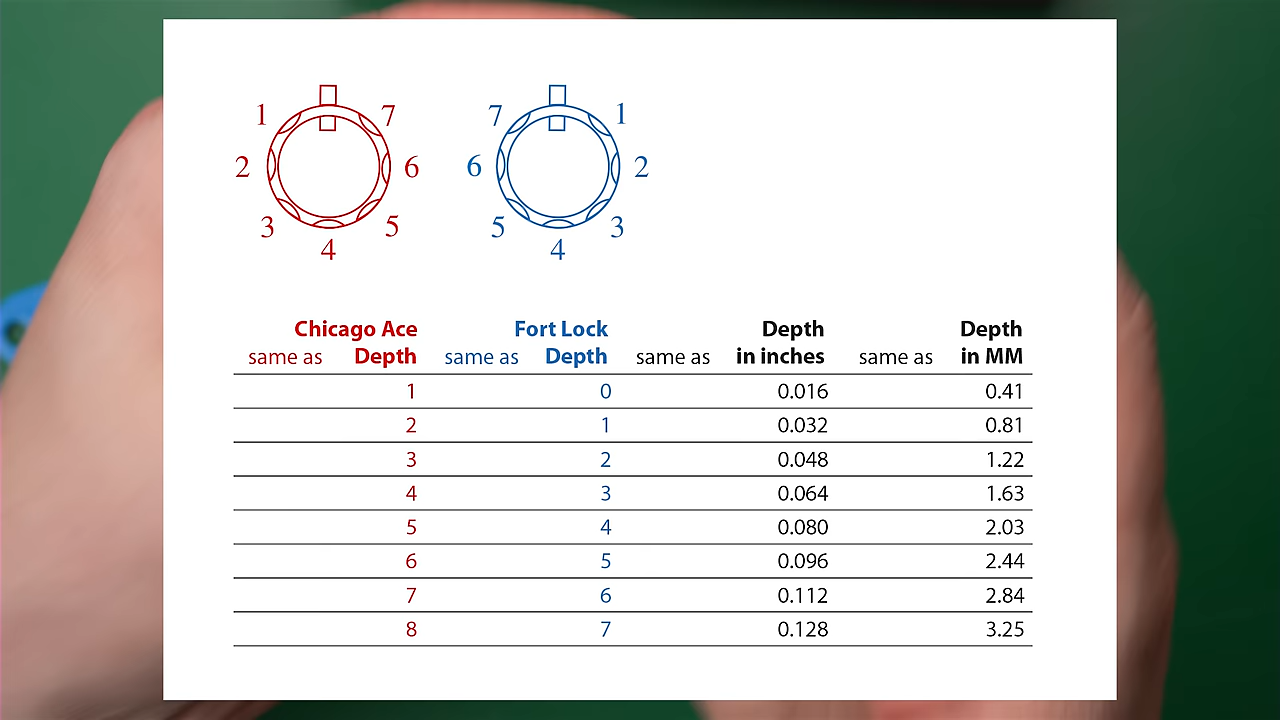 1 7 7 1
2 6 6 2
3 5 5 3
4 4
Chicago Ace Fort Lock Depth Depth
same as Depth same as Depth same as in inches same as in MM
1 0 0.016 0.41
2 1 0.032 0.81
3 2 0.048 1.22
4 3 0.064 1.63
5 4 0.080 2.03
6 5 0.096 2.44
7 6 0.112 2.84
8 7 0.128 3.25